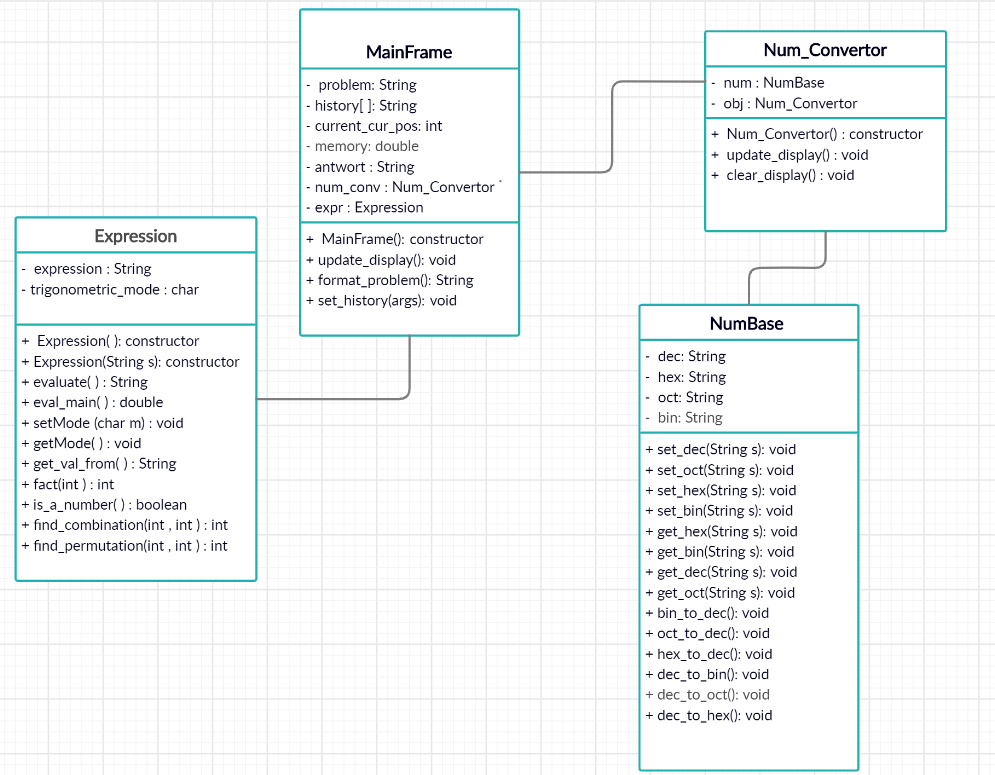 MainFrame
- problem: String
- history[ ]: String
- current_cur_pos: int
- memory: double
- antwort : String
- num_conv : Num_Convertor `
- expr : Expression
+ MainFrame(): constructor
+ update_display(): void
+ format_problem(): String
+ set_history(args): void
Num_Convertor
- num : NumBase
- obj : Num_Convertor
+ Num_Convertor() : constructor
+ update_display() : void
+ clear_display() : void
Expression
- expression : String
- trigonometric_mode : char
+ Expression( ): constructor
+ Expression(String s): constructor
+ evaluate( ) : String
+ eval_main( ) : double
+ setMode (char m) : void
+ getMode( ) : void
+ get_val_from( ) : String
+ fact(int ) : int
+ is_a_number( ) : boolean
+ find_combination(int , int ) : int
+ find_permutation(int , int ) : int
NumBase
- dec: String
- hex: String
- oct: String
- bin: String
+ set_dec(String s): void
+ set_oct(String s): void
+ set_hex(String s): void
+ set_bin(String s): void
+ get_hex(String s): void
+ get_bin(String s): void
+ get_dec(String s): void
+ get_oct(String s): void
+ bin_to_dec(): void
+ oct_to_dec(): void
+ hex_to_dec(): void
+ dec_to_bin(): void
+ dec_to_oct(): void
+ dec_to_hex(): void